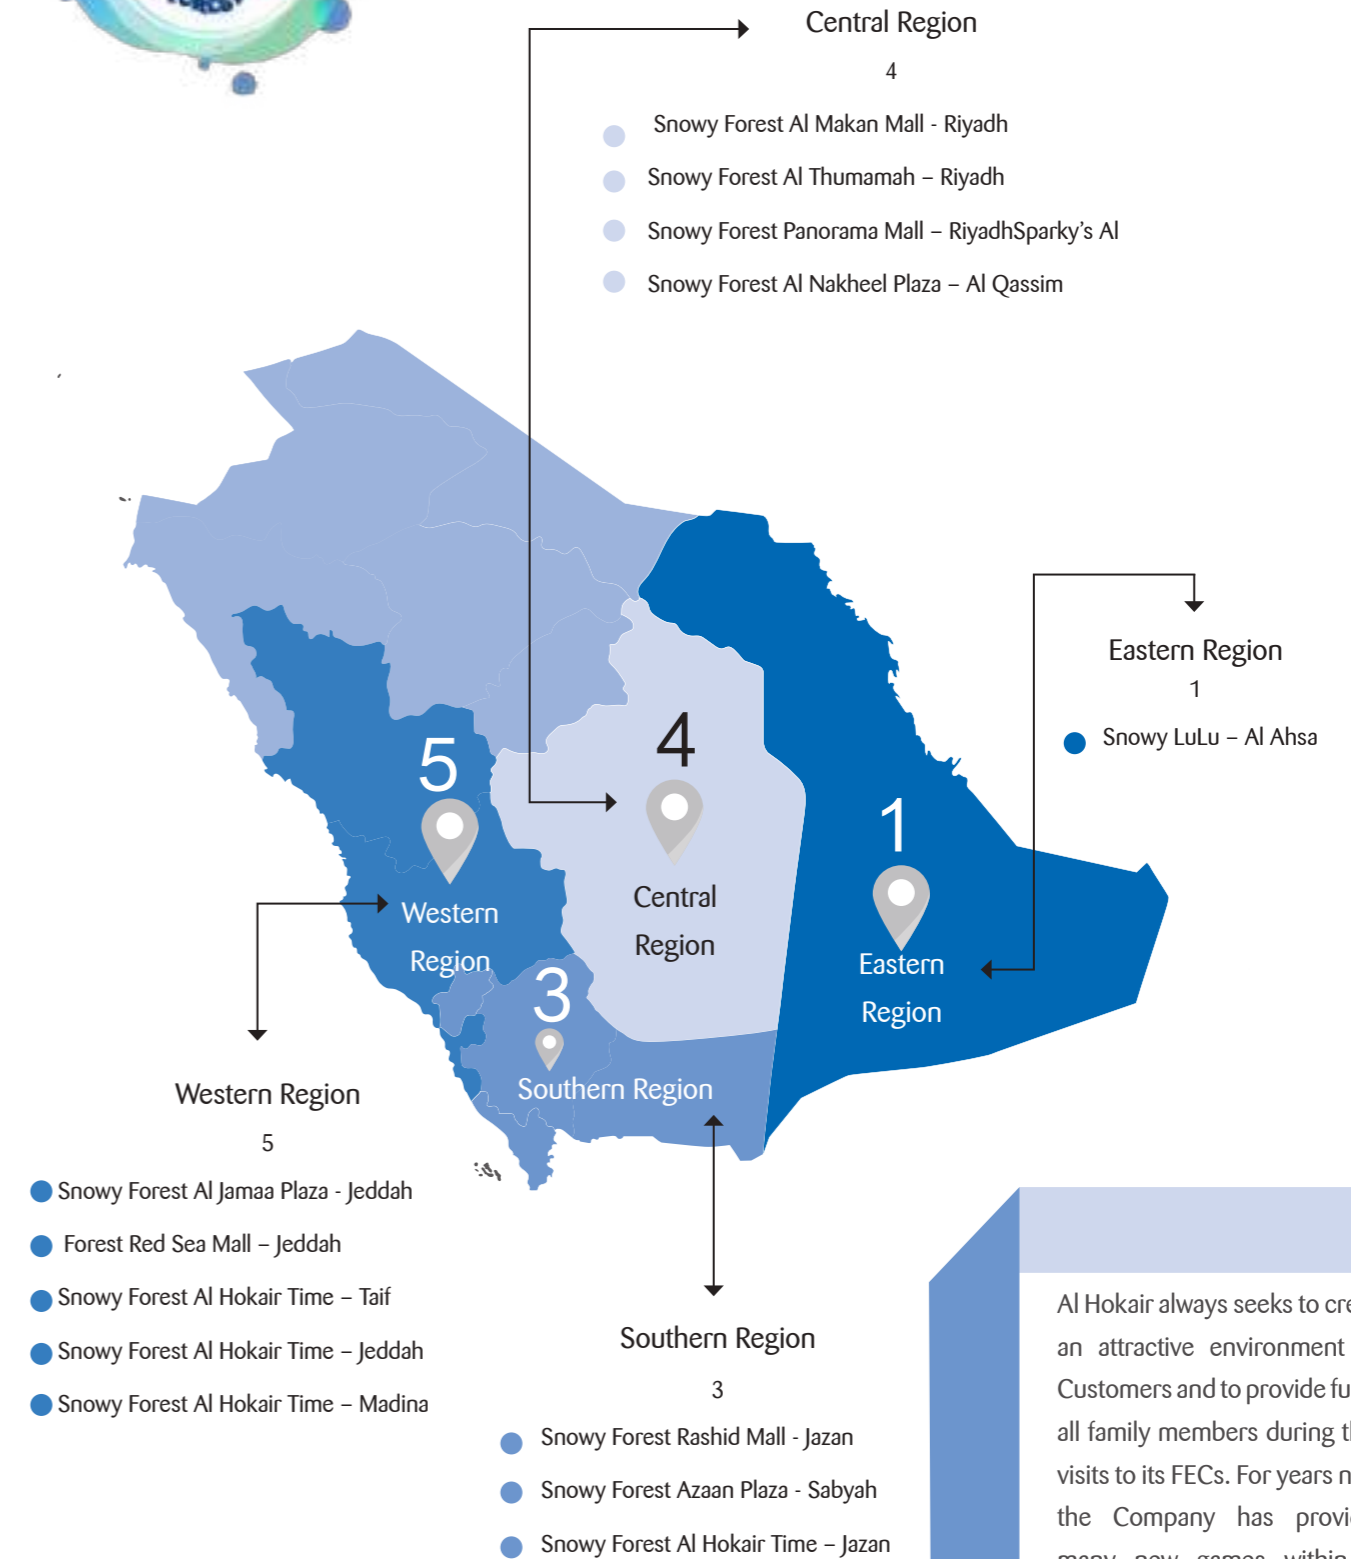 FOREST
Central Region
4
Snowy Forest Al Makan Mall - Riyadh
Snowy Forest Al Thumamah – Riyadh
Snowy Forest Panorama Mall – RiyadhSparky’s Al
Snowy Forest Al Nakheel Plaza – Al Qassim
Eastern Region
1
Snowy LuLu – Al Ahsa
5
Western
Region
4
Central
Region
1
Eastern
Region
3
Southern Region
Western Region
5
Snowy Forest Al Jamaa Plaza - Jeddah
Forest Red Sea Mall – Jeddah
Snowy Forest Al Hokair Time – Taif
Snowy Forest Al Hokair Time – Jeddah
Snowy Forest Al Hokair Time – Madina
Southern Region
3
Snowy Forest Rashid Mall - Jazan
Snowy Forest Azaan Plaza - Sabyah
Snowy Forest Al Hokair Time – Jazan
Al Hokair always seeks to cre
an attractive environment
Customers and to provide fu
all family members during th
visits to its FECs. For years n
the Company has provi
many new games within